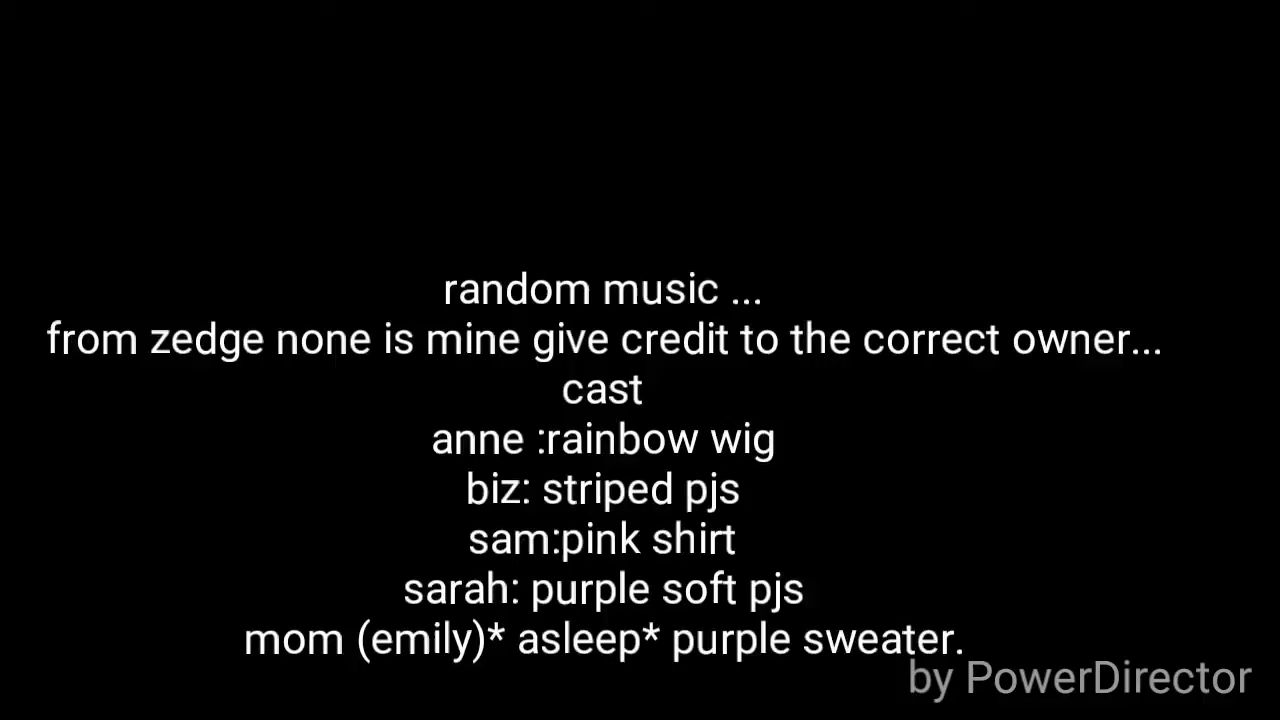 random music ...
from zedge none is mine give credit to the correct owner...
cast
anne :rainbow wig
biz: striped pjs
sam:pink shirt
sarah: purple soft pjs
mom (emily)* asleep* purple sweater.
by PowerDirector